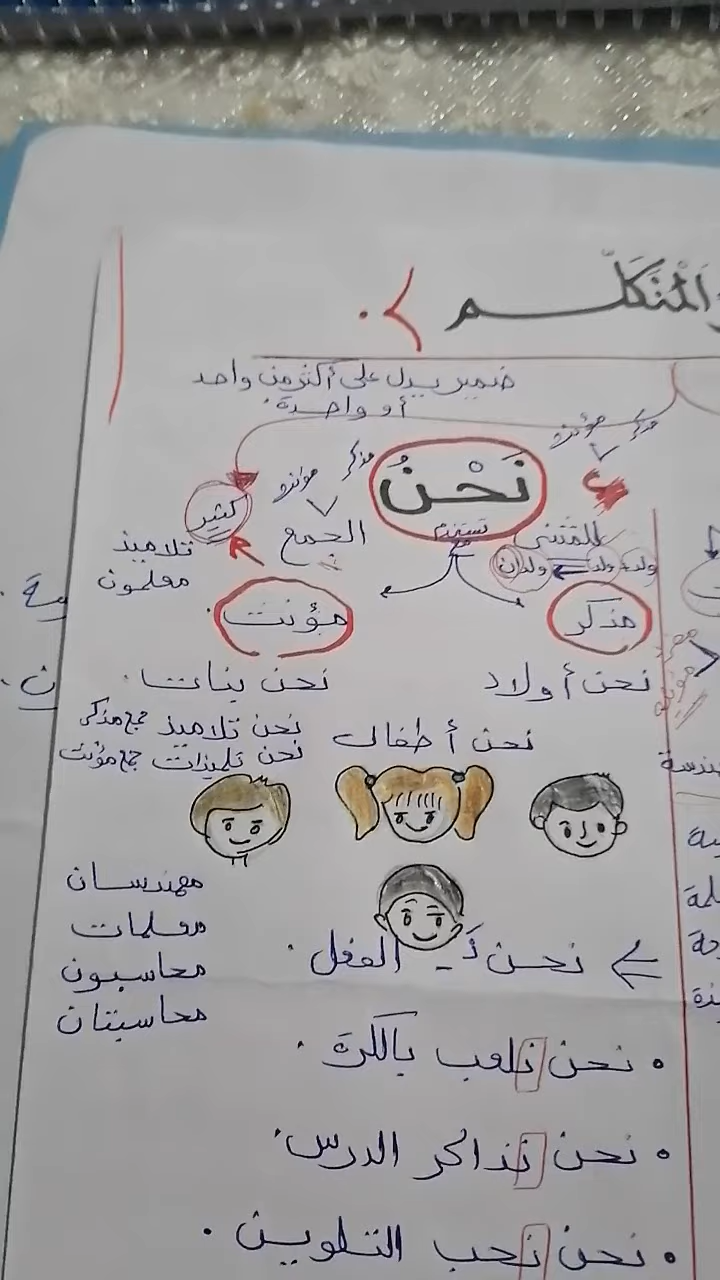 المتكلم
ضمير يدل على أكثر من واحد
أو واحدة.
مذكر مؤنث
مذكر مؤنث
نَحْنُ
كثير
الجمع
تستخدم
للمثنى
ولد + ولد ولدان
تلاميذ
معلمون
مذكر
مؤنث
نحن أولاد
نحن بنات.
نحن أطفال
نحن تلاميذ جمع مذكر
نحن تلميذات جمع مؤنث
مهندسان
معلمات
محاسبون
محاسبتان
نحن نَـ الفعل.
• نحن نلعب بالكرة.
• نحن نذاكر الدرس.
• نحن نحب التلوين.